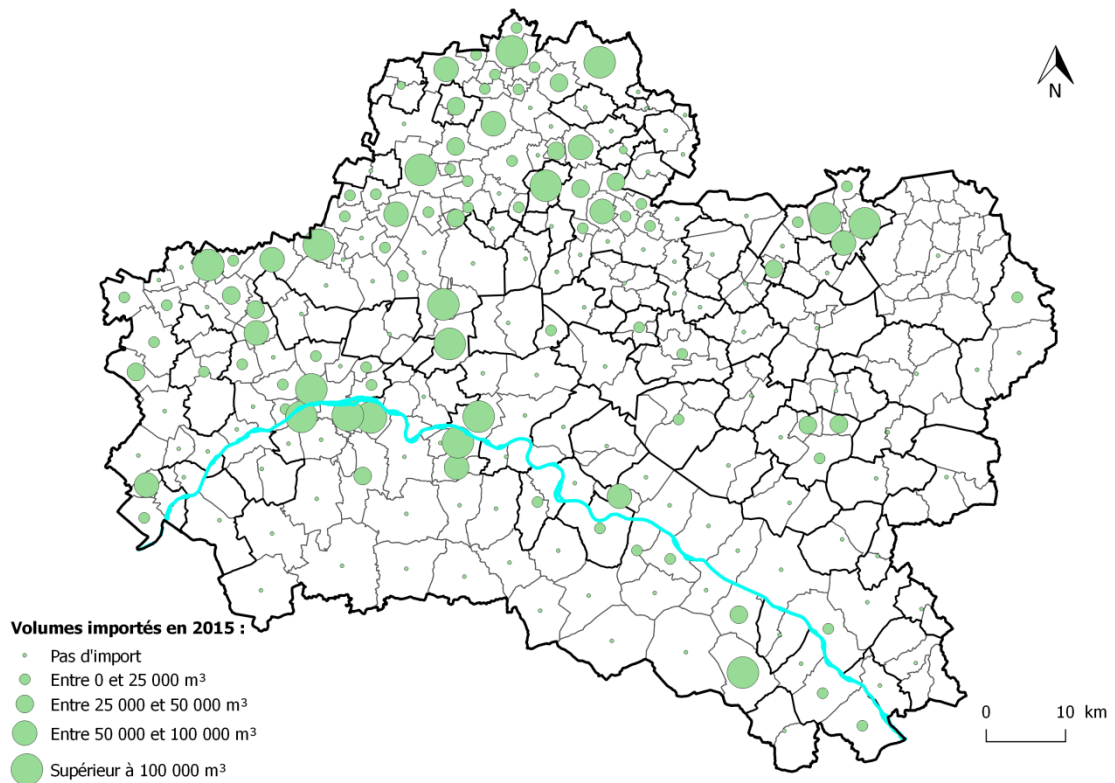 N
Volumes importés en 2015 :
Pas d'import
Entre 0 et 25 000 m³
Entre 25 000 et 50 000 m³
Entre 50 000 et 100 000 m³
Supérieur à 100 000 m³
0 10 km